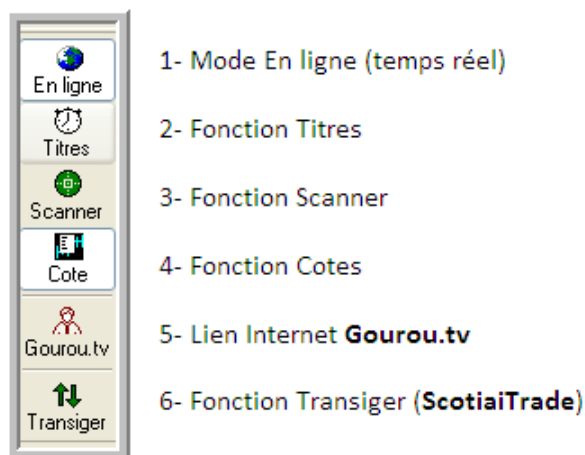 En ligne
1- Mode En ligne (temps réel)
Titres
2- Fonction Titres
Scanner
3- Fonction Scanner
Cote
4- Fonction Cotes
Gourou.tv
5- Lien Internet Gourou.tv
Transiger
6- Fonction Transiger (ScotiaiTrade)